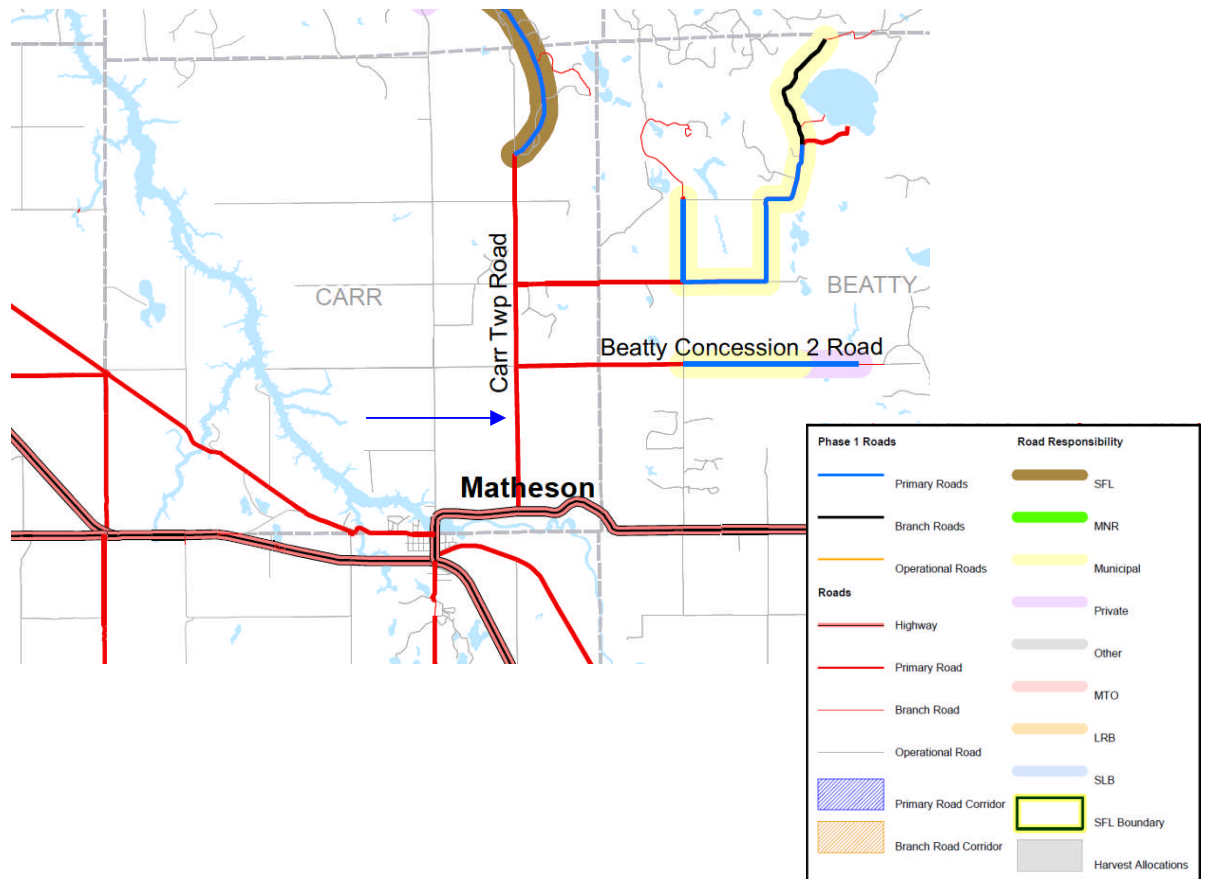 CARR
Carr Twp Road
BEATTY
Beatty Concession 2 Road
Matheson
Phase 1 Roads
Primary Roads
Branch Roads
Operational Roads
Roads
Highway
Primary Road
Branch Road
Operational Road
Primary Road Corridor
Branch Road Corridor
Road Responsibility
SFL
MNR
Municipal
Private
Other
MTO
LRB
SLB
SFL Boundary
Harvest Allocations